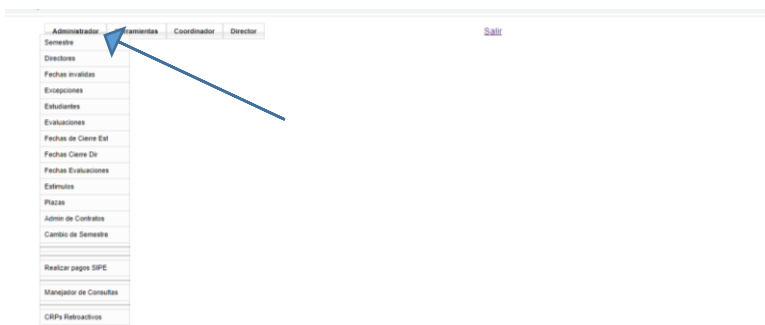 Administrador ramientas Coordinador Director Salir
Semestre
Directores
Fechas invalidas
Excepciones
Estudiantes
Evaluaciones
Fechas de Cierre Est
Fechas Cierre Dir
Fechas Evaluaciones
Estimulos
Plazas
Admin de Contratos
Cambio de Semestre
Realizar pagos SIPE
Manejador de Consultas
CRPs Retroactivos